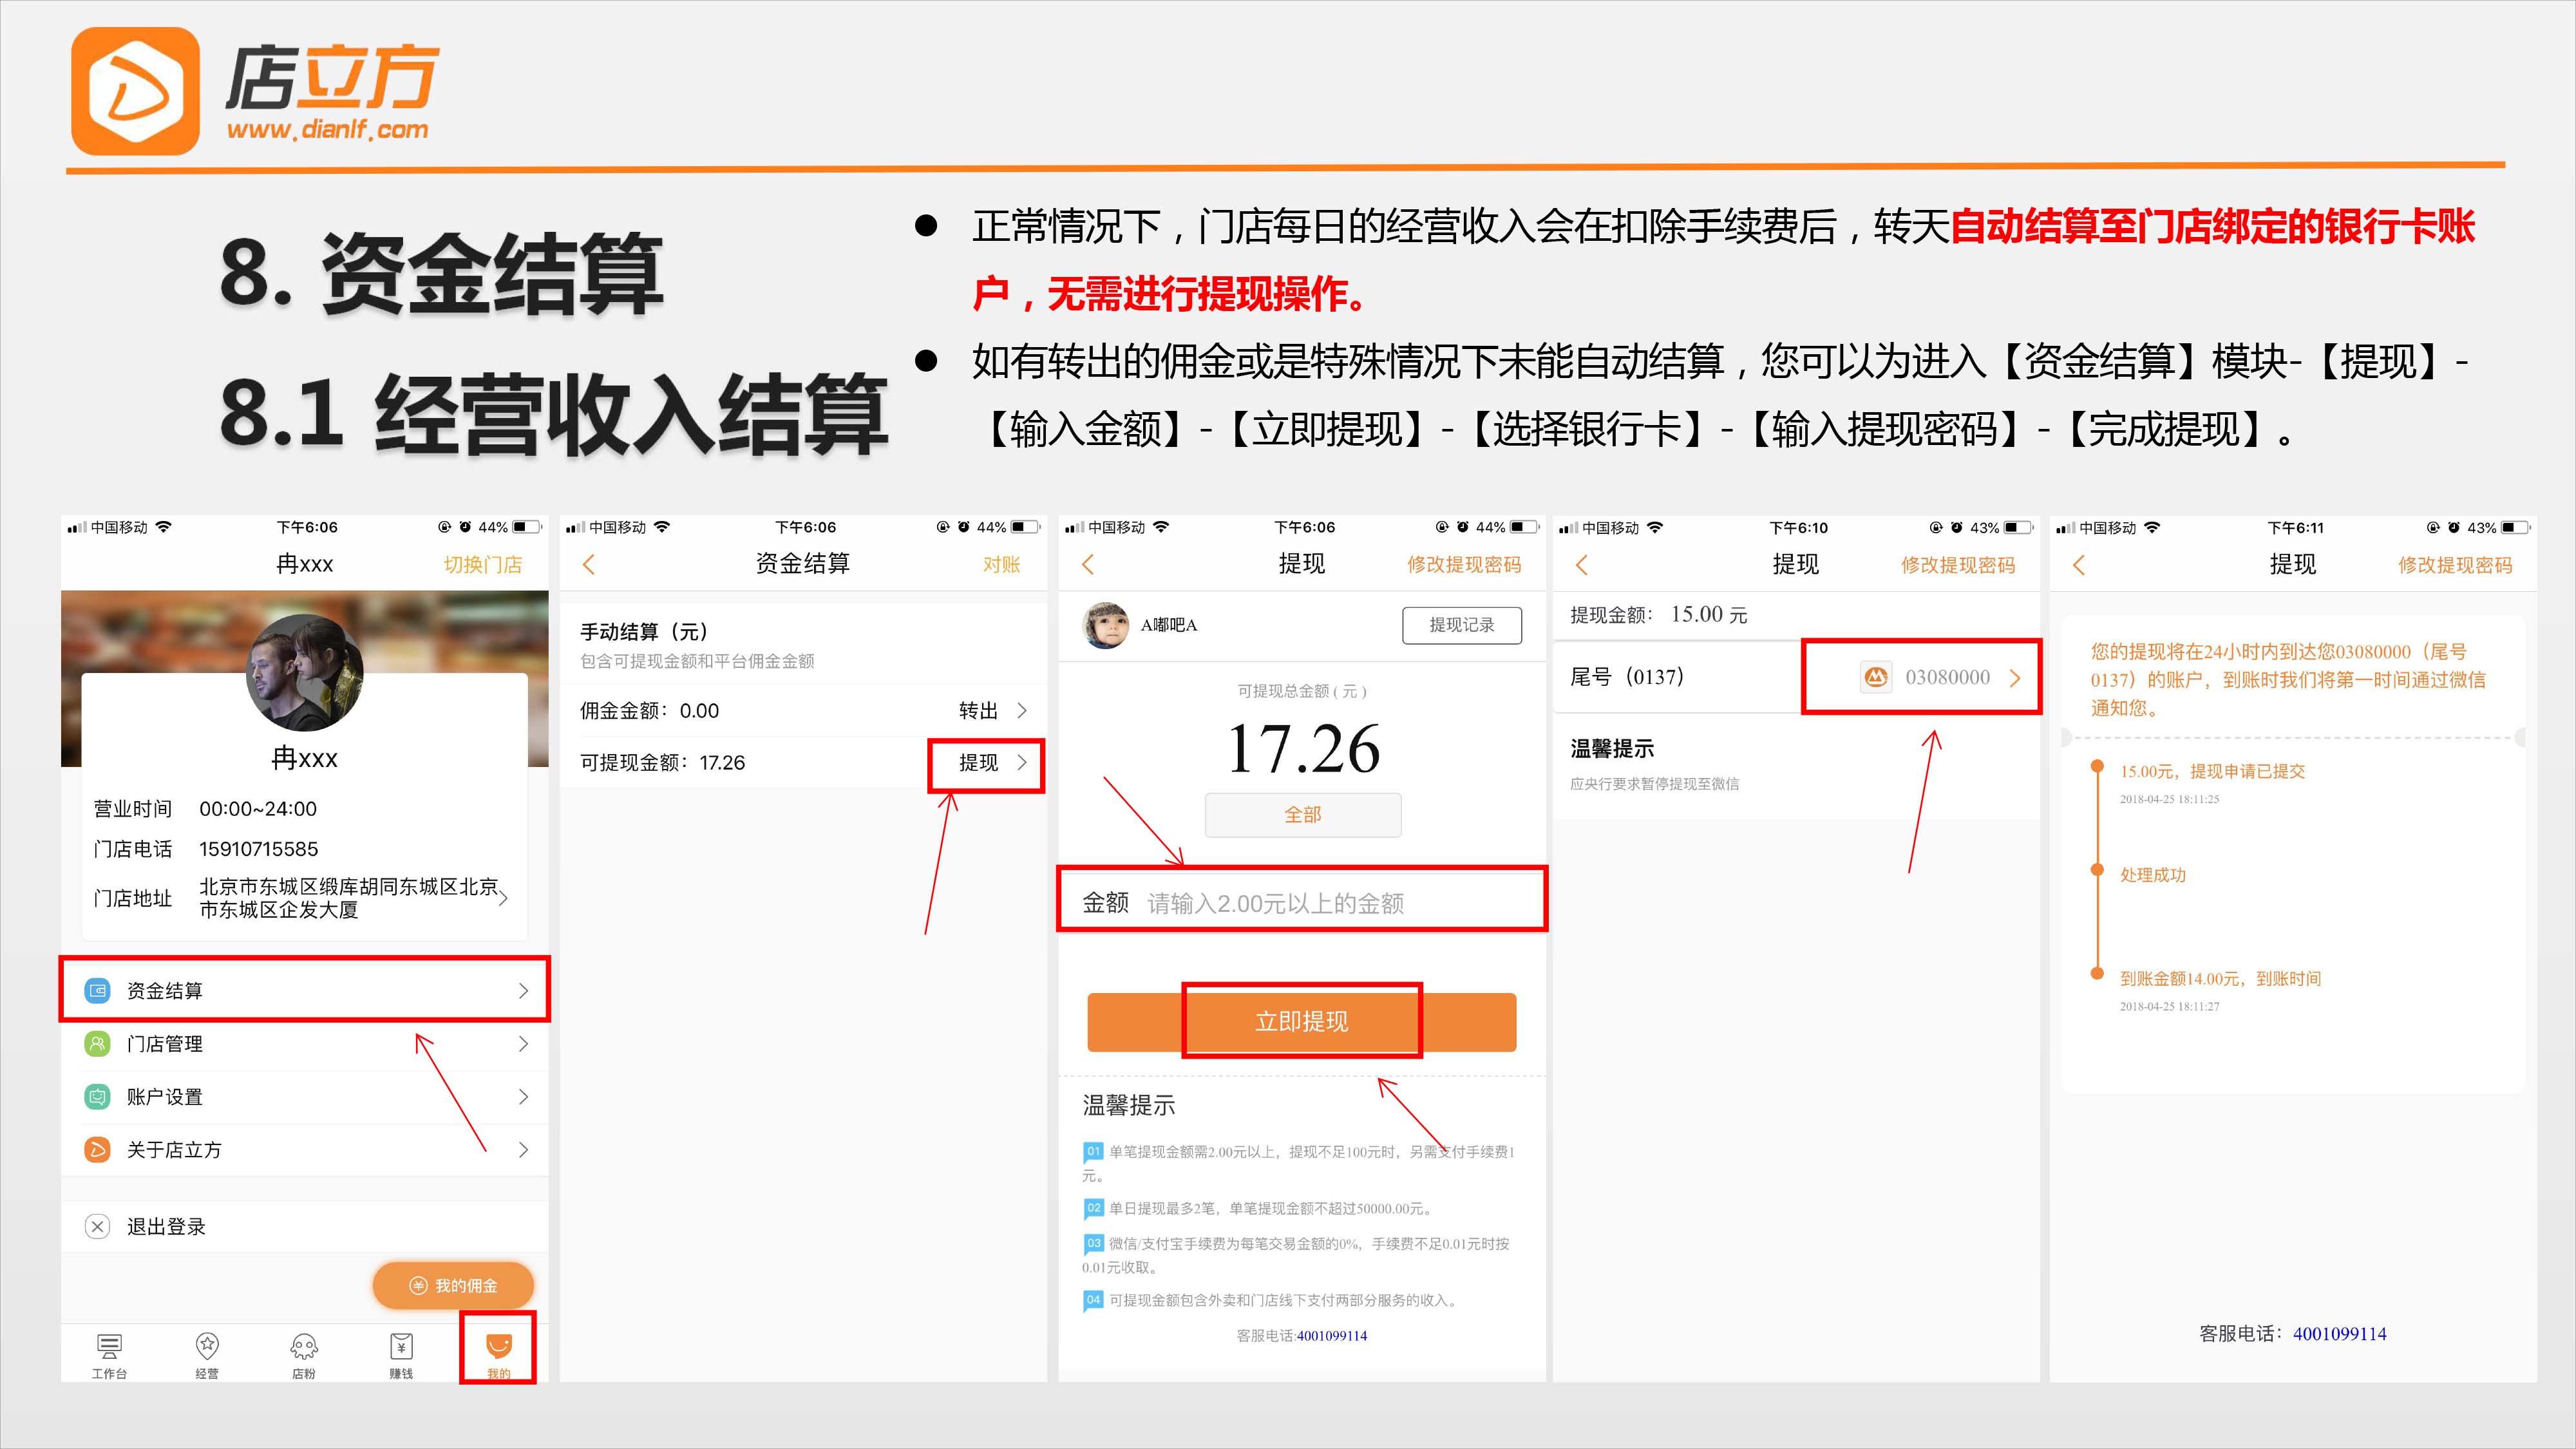 店立方
www.dianlf.com
8. 资金结算
8.1 经营收入结算
● 正常情况下，门店每日的经营收入会在扣除手续费后，转天自动结算至门店绑定的银行卡账
户，无需进行提现操作。
● 如有转出的佣金或是特殊情况下未能自动结算，您可以为进入【资金结算】模块-【提现】-
【输入金额】-【立即提现】-【选择银行卡】-【输入提现密码】-【完成提现】。
中国移动 下午6:06 44%
冉xxx 切换门店
冉xxx
营业时间 00:00~24:00
门店电话 15910715585
门店地址 北京市东城区缎库胡同东城区北京
市东城区企发大厦
资金结算
门店管理
账户设置
关于店立方
退出登录
我的佣金
工作台 经营 店粉 赚钱 我的
中国移动 下午6:06 44%
资金结算 对账
手动结算（元）
包含可提现金额和平台佣金金额
佣金金额：0.00 转出
可提现金额：17.26 提现
中国移动 下午6:06 44%
提现 修改提现密码
A嘟吧A 提现记录
可提现总金额 ( 元 )
17.26
全部
金额 请输入2.00元以上的金额
立即提现
温馨提示
01 单笔提现金额需2.00元以上，提现不足100元时，另需支付手续费1
元。
02 单日提现最多2笔，单笔提现金额不超过50000.00元。
03 微信/支付宝手续费为每笔交易金额的0%，手续费不足0.01元时按
0.01元收取。
04 可提现金额包含外卖和门店线下支付两部分服务的收入。
客服电话:4001099114
中国移动 下午6:10 43%
提现 修改提现密码
提现金额： 15.00 元
尾号（0137） 03080000
温馨提示
应央行要求暂停提现至微信
中国移动 下午6:11 43%
提现 修改提现密码
您的提现将在24小时内到达您03080000（尾号
0137）的账户，到账时我们将第一时间通过微信
通知您。
15.00元，提现申请已提交
2018-04-25 18:11:25
处理成功
到账金额14.00元，到账时间
2018-04-25 18:11:27
客服电话：4001099114